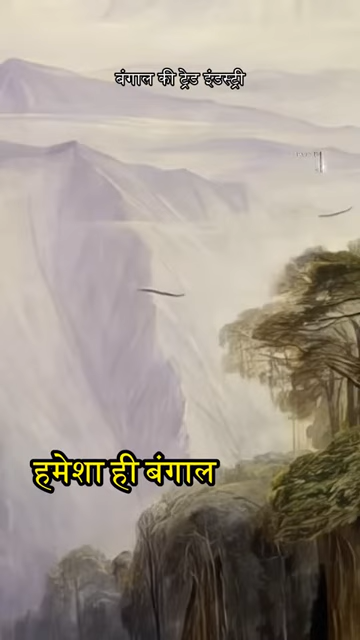 बंगाल की ट्रेड इंडस्ट्री
हमेशा ही बंगाल